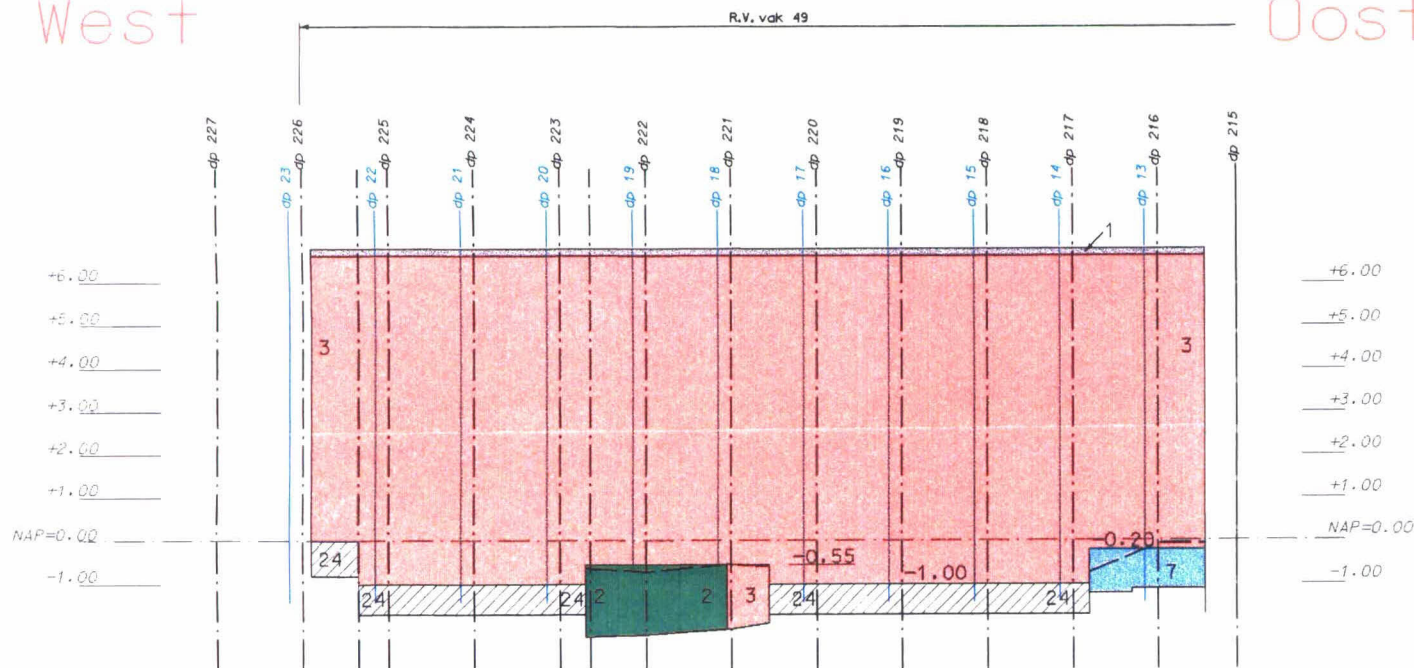 West
R.V. vak 49
Oost
dp 227
dp 226
dp 225
dp 224
dp 223
dp 222
dp 221
dp 220
dp 219
dp 218
dp 217
dp 216
dp 215
dp 23
dp 22
dp 21
dp 20
dp 19
dp 18
dp 17
dp 16
dp 15
dp 14
dp 13
1
+6.00
+6.00
+5.00
+5.00
3
3
+4.00
+4.00
+3.00
+3.00
+2.00
+2.00
+1.00
+1.00
NAP=0.00
NAP=0.00
-0.20
24
-0.55
-1.00
7
-1.00
-1.00
24
24
2
2
3
24
24